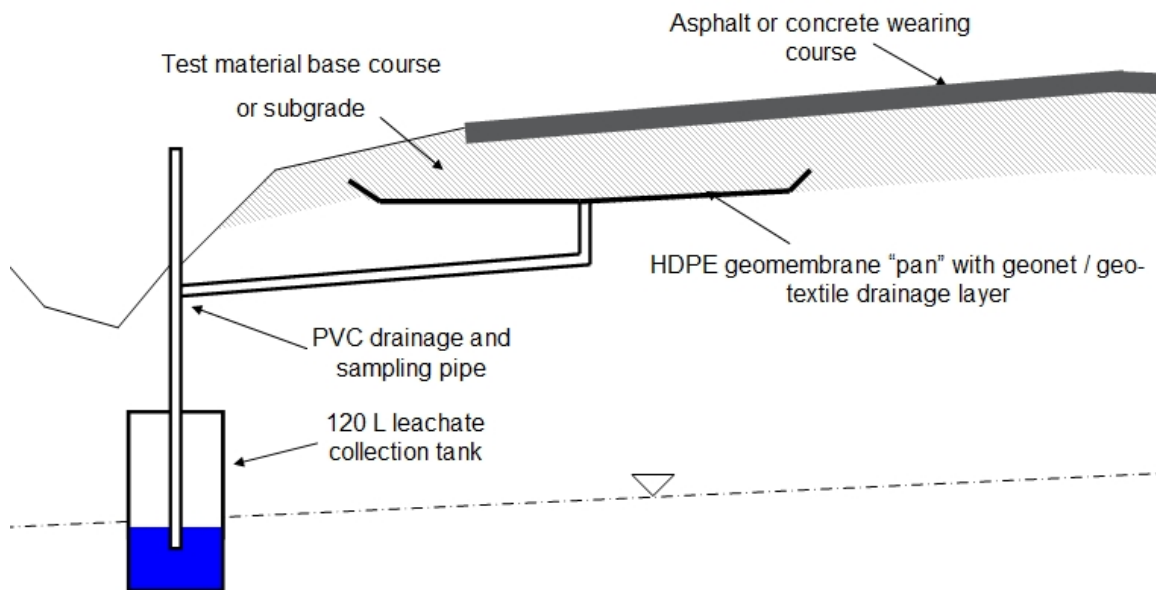 Asphalt or concrete wearing
course
Test material base course
or subgrade
HDPE geomembrane “pan” with geonet / geo-
textile drainage layer
PVC drainage and
sampling pipe
120 L leachate
collection tank